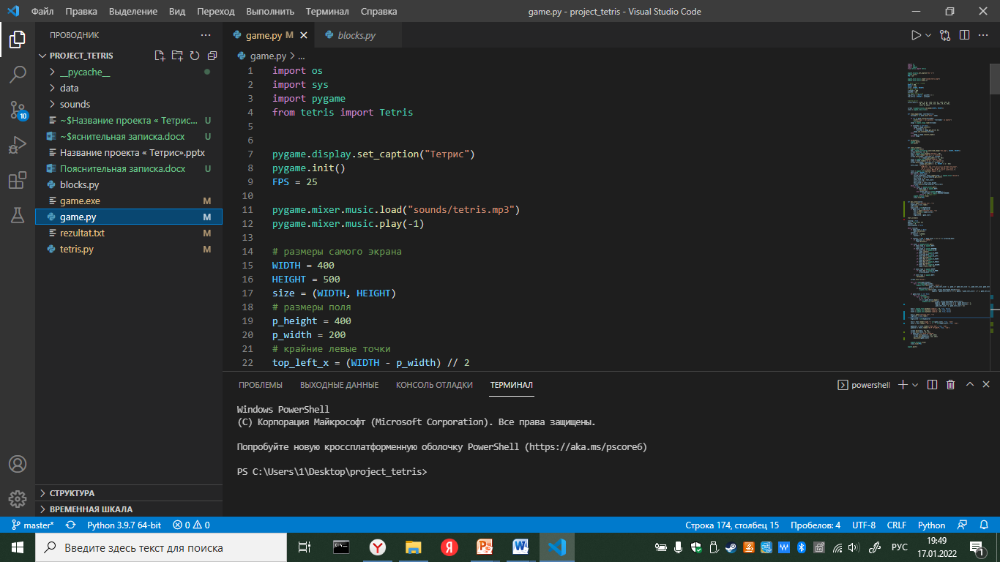 Файл Правка Выделение Вид Переход Выполнить Терминал Справка
game.py - project_tetris - Visual Studio Code
ПРОВОДНИК
PROJECT_TETRIS
__pycache__
data
sounds
~$Название проекта « Тетрис... U
~$яснительная записка.docx U
Название проекта « Тетрис».pptx
Пояснительная записка.docx U
blocks.py
game.exe M
game.py M
rezultat.txt M
tetris.py M
СТРУКТУРА
ВРЕМЕННАЯ ШКАЛА
10
game.py M
blocks.py
game.py > ...
1 import os
2 import sys
3 import pygame
4 from tetris import Tetris
5
6
7 pygame.display.set_caption("Тетрис")
8 pygame.init()
9 FPS = 25
10
11 pygame.mixer.music.load("sounds/tetris.mp3")
12 pygame.mixer.music.play(-1)
13
14 # размеры самого экрана
15 WIDTH = 400
16 HEIGHT = 500
17 size = (WIDTH, HEIGHT)
18 # размеры поля
19 p_height = 400
20 p_width = 200
21 # крайние левые точки
22 top_left_x = (WIDTH - p_width) // 2
ПРОБЛЕМЫ ВЫХОДНЫЕ ДАННЫЕ КОНСОЛЬ ОТЛАДКИ ТЕРМИНАЛ
powershell
Windows PowerShell
(C) Корпорация Майкрософт (Microsoft Corporation). Все права защищены.
Попробуйте новую кроссплатформенную оболочку PowerShell (https://aka.ms/pscore6)
PS C:\Users\1\Desktop\project_tetris>
master* Python 3.9.7 64-bit 0 0
Строка 174, столбец 15 Пробелов: 4 UTF-8 CRLF Python
Введите здесь текст для поиска
РУС
19:49
17.01.2022
1